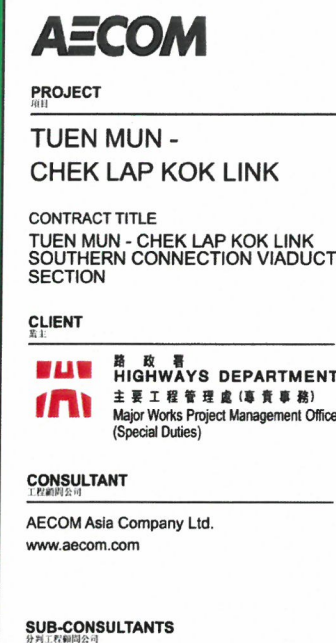 AECOM
PROJECT
項目
TUEN MUN -
CHEK LAP KOK LINK
CONTRACT TITLE
TUEN MUN - CHEK LAP KOK LINK
SOUTHERN CONNECTION VIADUCT
SECTION
CLIENT
業主
路政署
HIGHWAYS DEPARTMENT
主要工程管理處(專責事務)
Major Works Project Management Office
(Special Duties)
CONSULTANT
工程顧問公司
AECOM Asia Company Ltd.
www.aecom.com
SUB-CONSULTANTS
分判工程顧問公司